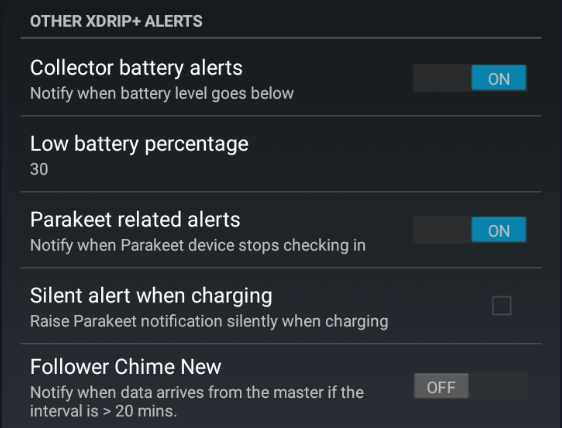 OTHER XDRIP+ ALERTS
Collector battery alerts
Notify when battery level goes below
ON
Low battery percentage
30
Parakeet related alerts
Notify when Parakeet device stops checking in
ON
Silent alert when charging
Raise Parakeet notification silently when charging
Follower Chime New
Notify when data arrives from the master if the
interval is > 20 mins.
OFF